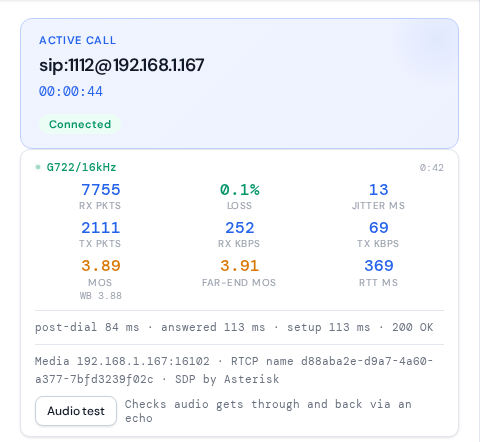 ACTIVE CALL
sip:1112@192.168.1.167
00:00:44
Connected
G722/16kHz 0:42
7755 0.1% 13
RX PKTS LOSS JITTER MS
2111 252 69
TX PKTS RX KBPS TX KBPS
3.89 3.91 369
MOS FAR-END MOS RTT MS
WB 3.88
post-dial 84 ms · answered 113 ms · setup 113 ms · 200 OK
Media 192.168.1.167:16102 · RTCP name d88aba2e-d9a7-4a60-
a377-7bfd3239f02c · SDP by Asterisk
Audio test Checks audio gets through and back via an
echo